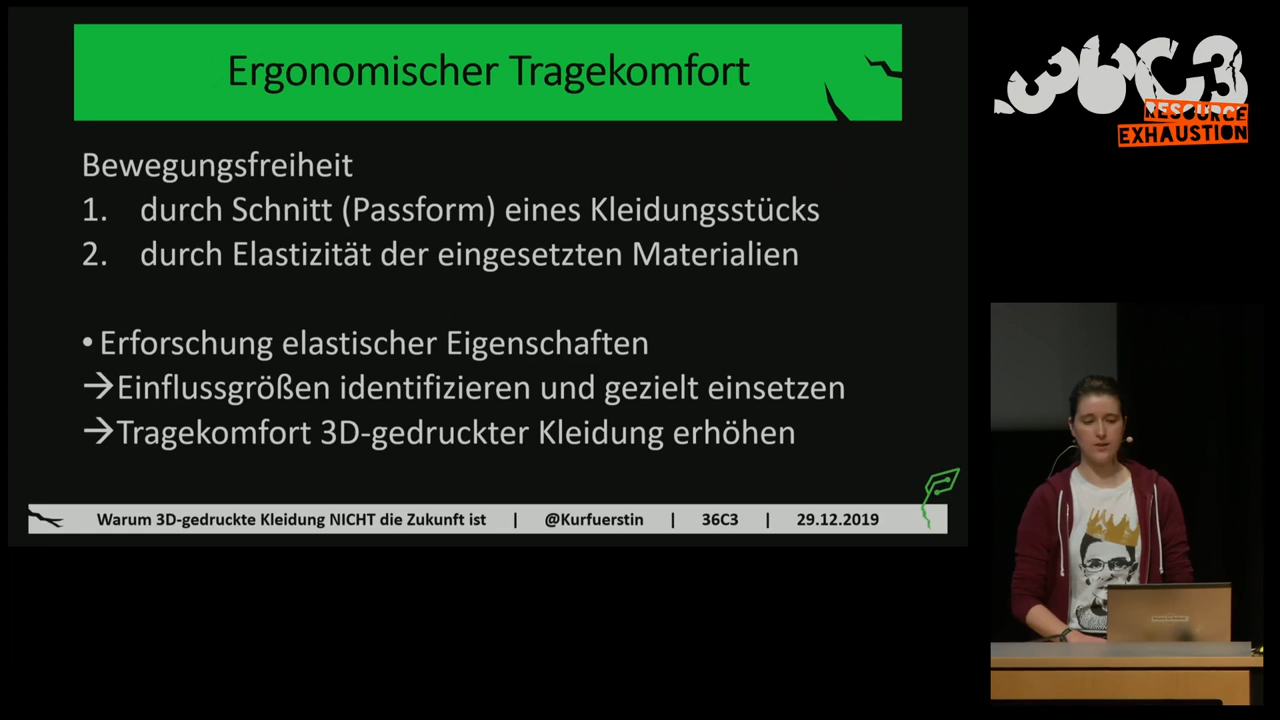 Ergonomischer Tragekomfort
Bewegungsfreiheit
1. durch Schnitt (Passform) eines Kleidungsstücks
2. durch Elastizität der eingesetzten Materialien
• Erforschung elastischer Eigenschaften
→Einflussgrößen identifizieren und gezielt einsetzen
→Tragekomfort 3D-gedruckter Kleidung erhöhen
Warum 3D-gedruckte Kleidung NICHT die Zukunft ist | @Kurfuerstin | 36C3 | 29.12.2019
36C3
RESOURCE
EXHAUSTION